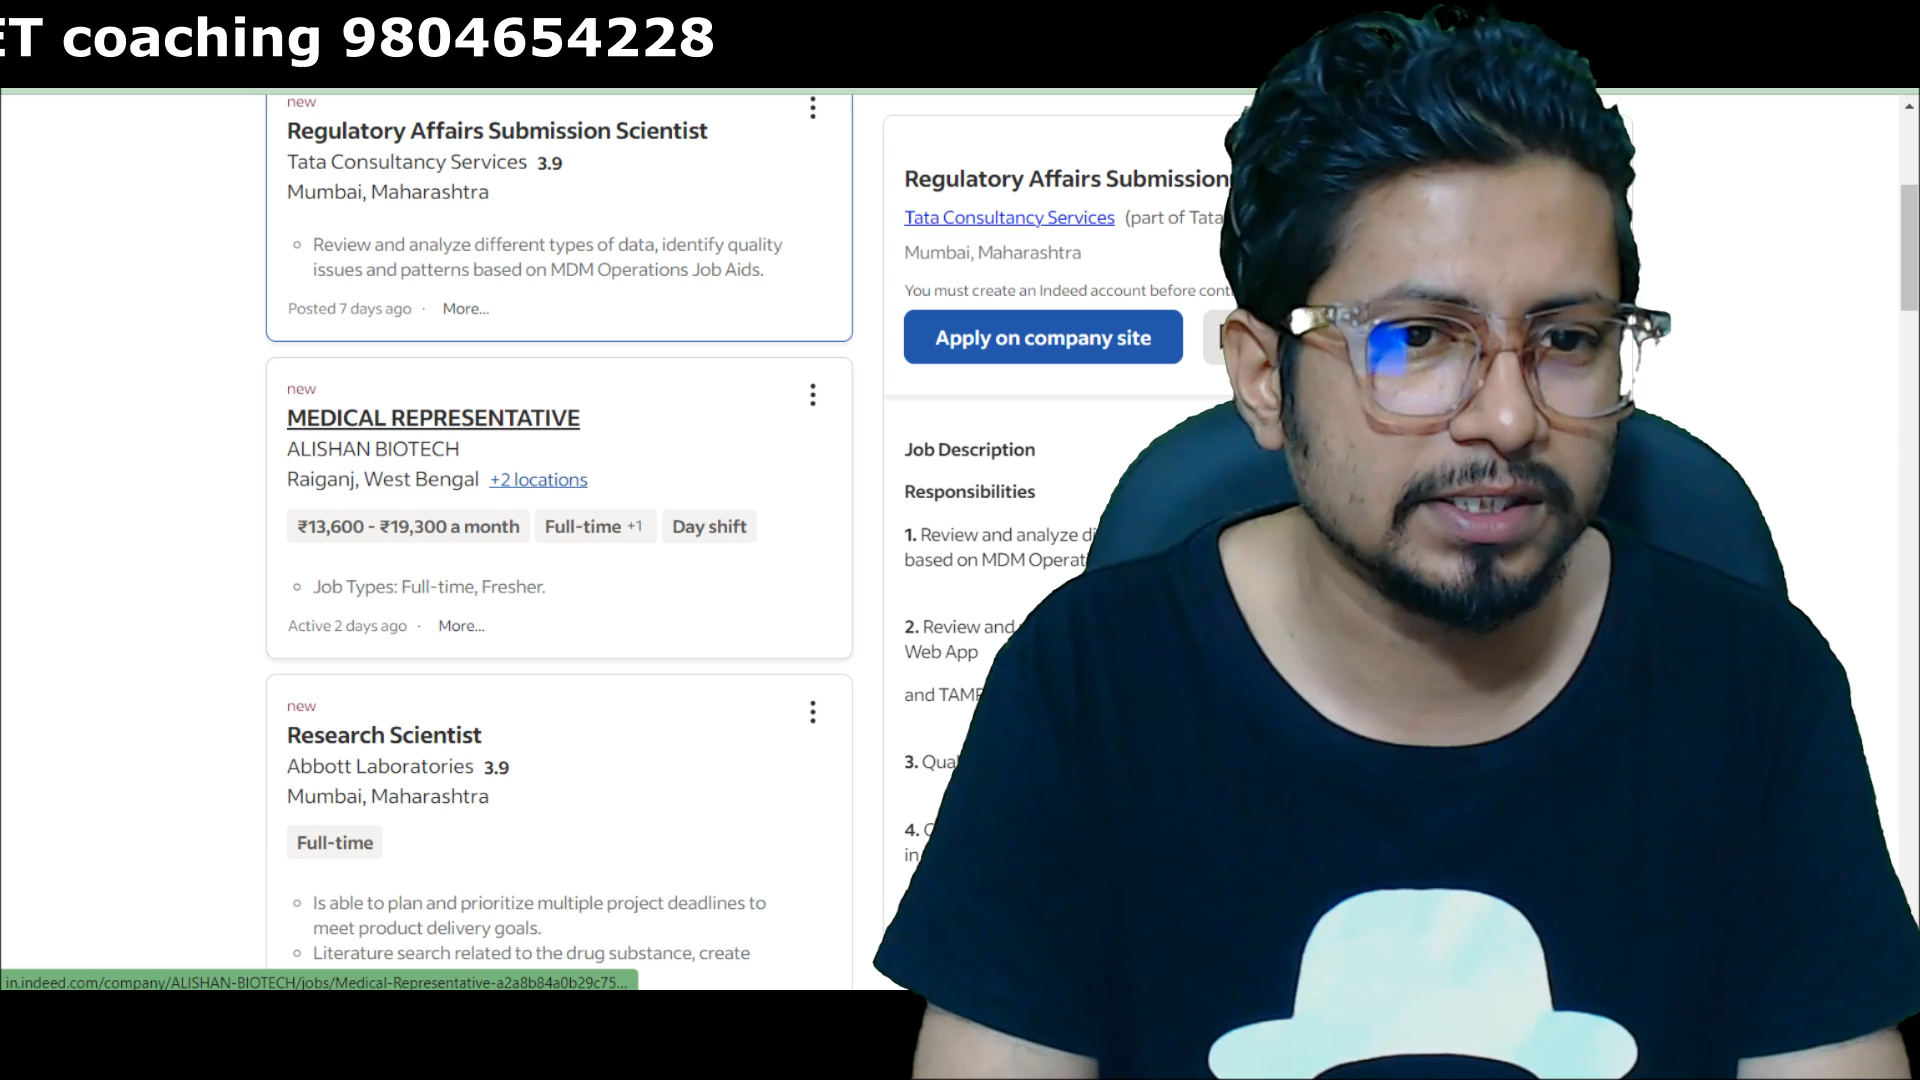 ET coaching 9804654228
new
Regulatory Affairs Submission Scientist
Tata Consultancy Services 3.9
Mumbai, Maharashtra
Review and analyze different types of data, identify quality
issues and patterns based on MDM Operations Job Aids.
Posted 7 days ago · More...
new
MEDICAL REPRESENTATIVE
ALISHAN BIOTECH
Raiganj, West Bengal +2 locations
₹13,600 - ₹19,300 a month Full-time +1 Day shift
Job Types: Full-time, Fresher.
Active 2 days ago · More...
new
Research Scientist
Abbott Laboratories 3.9
Mumbai, Maharashtra
Full-time
Is able to plan and prioritize multiple project deadlines to
meet product delivery goals.
Literature search related to the drug substance, create
in.indeed.com/company/ALISHAN-BIOTECH/jobs/Medical-Representative-a2a8b84a0b29c75...
Regulatory Affairs Submission
Tata Consultancy Services (part of Tata
Mumbai, Maharashtra
You must create an Indeed account before
Apply on company site
Job Description
Responsibilities
1. Review and analyze
based on MDM
2. Review and
Web App
and
3.
4.
in